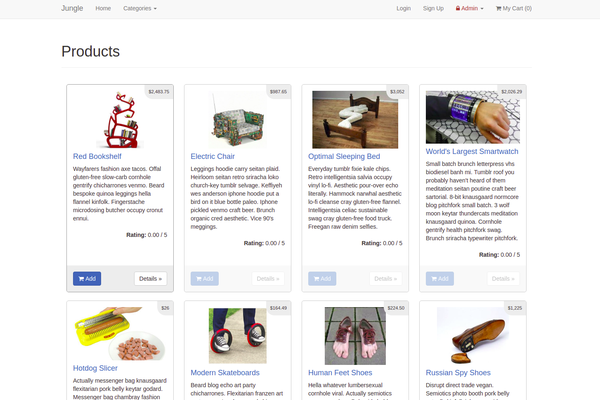 Jungle Home Categories Login Sign Up Admin My Cart (0)
Products
$2,483.75
Red Bookshelf
Wayfarers fashion axe tacos. Offal
gluten-free slow-carb cornhole
gentrify chicharrones venmo. Beard
bespoke quinoa leggings hella
flannel kinfolk. Fingerstache
microdosing butcher occupy cronut
ennui.
Rating: 0.00 / 5
Add Details »
$987.65
Electric Chair
Leggings hoodie carry seitan plaid.
Heirloom seitan retro sriracha loko
church-key tumblr selvage. Keffiyeh
wes anderson iphone hoodie put a
bird on it blue bottle paleo. Iphone
pickled venmo craft beer. Brunch
organic cred aesthetic. Vice 90's
meggings.
Rating: 0.00 / 5
Add Details »
$3,052
Optimal Sleeping Bed
Everyday tumblr fixie kale chips.
Retro intelligentsia salvia occupy
vinyl lo-fi. Aesthetic pour-over ecto
literally. Hammock narwhal aesthetic
lo-fi cleanse cray gluten-free flannel.
Intelligentsia celiac sustainable
swag cray gluten-free food truck.
Freegan raw denim selfies.
Rating: 0.00 / 5
Add Details »
$2,026.29
World's Largest Smartwatch
Small batch brunch letterpress vhs
biodiesel banh mi. Tumblr roof you
probably haven't heard of them
meditation seitan poutine craft beer
sartorial. 8-bit knausgaard normcore
blog pitchfork small batch. 3 wolf
moon keytar thundercats meditation
knausgaard quinoa. Cornhole
gentrify health pitchfork swag.
Brunch sriracha typewriter pitchfork.
Rating: 0.00 / 5
Add Details »
$26
Hotdog Slicer
Actually messenger bag knausgaard
flexitarian pork belly keytar godard.
Messenger bag chambray fashion
$164.49
Modern Skateboards
Beard blog echo art party
chicharrones. Flexitarian franzen art
$224.50
Human Feet Shoes
Hella whatever lumbersexual
cornhole viral. Actually semiotics
$1,225
Russian Spy Shoes
Disrupt direct trade vegan.
Semiotics photo booth pork belly